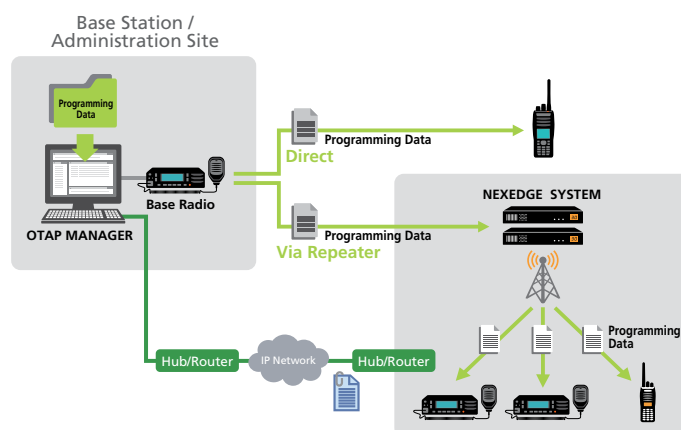 Base Station /
Administration Site
Programming
Data
Base Radio
OTAP MANAGER
Programming Data
Direct
Programming Data
Via Repeater
NEXEDGE SYSTEM
Programming
Data
Hub/Router
IP Network
Hub/Router